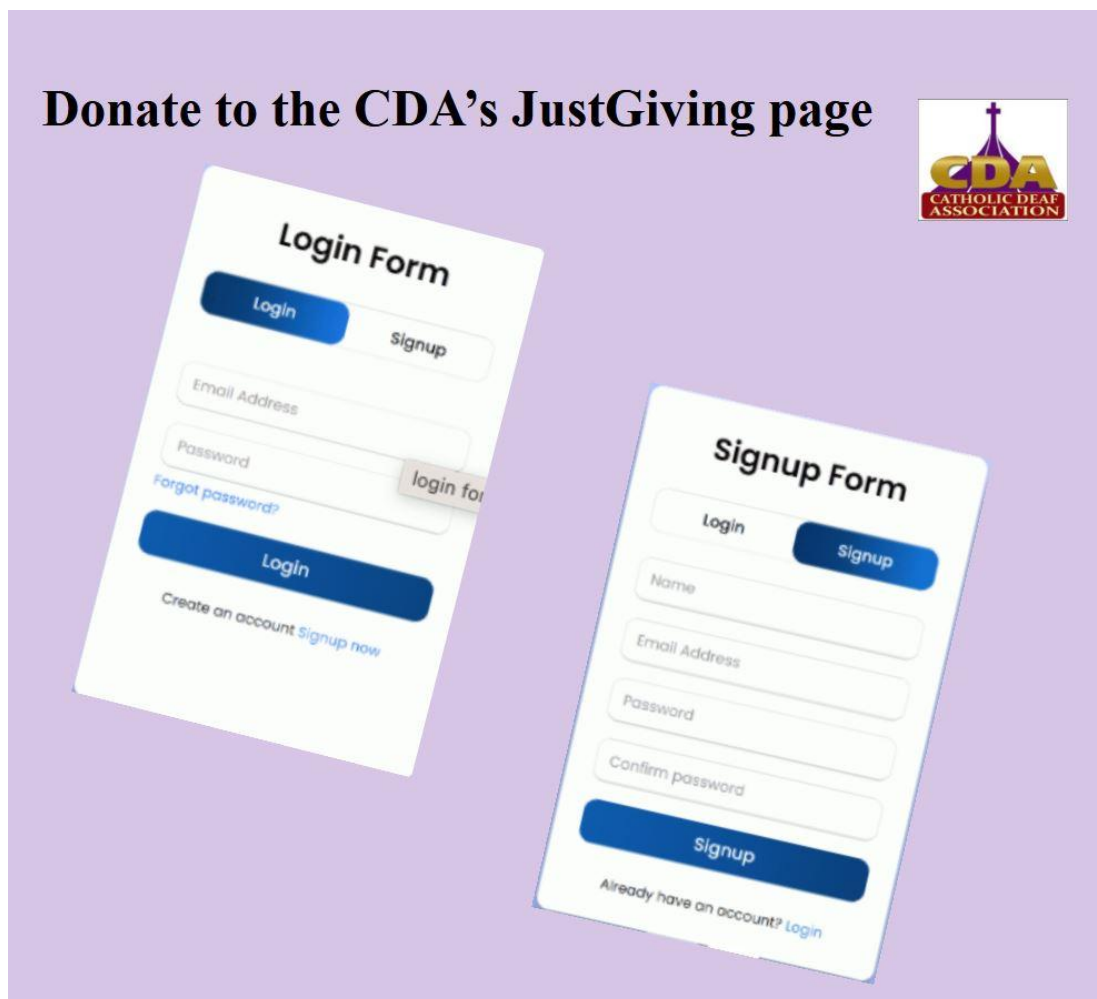 Donate to the CDA's JustGiving page
CDA
CATHOLIC DEAF
ASSOCIATION
Login Form
Login Signup
Email Address
Password
login for
Forgot password?
Login
Create an account Signup now
Signup Form
Login Signup
Name
Email Address
Password
Confirm password
Signup
Already have an account? Login